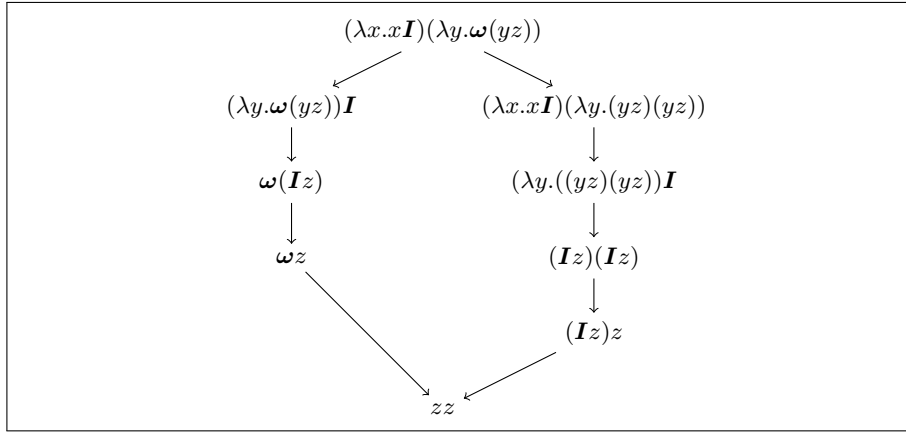 (λx.x𝑰)(λy.𝝎(yz))
(λy.𝝎(yz))𝑰 (λx.x𝑰)(λy.(yz)(yz))
𝝎(𝑰z) (λy.((yz)(yz))𝑰
𝝎z (𝑰z)(𝑰z)
(𝑰z)z
zz